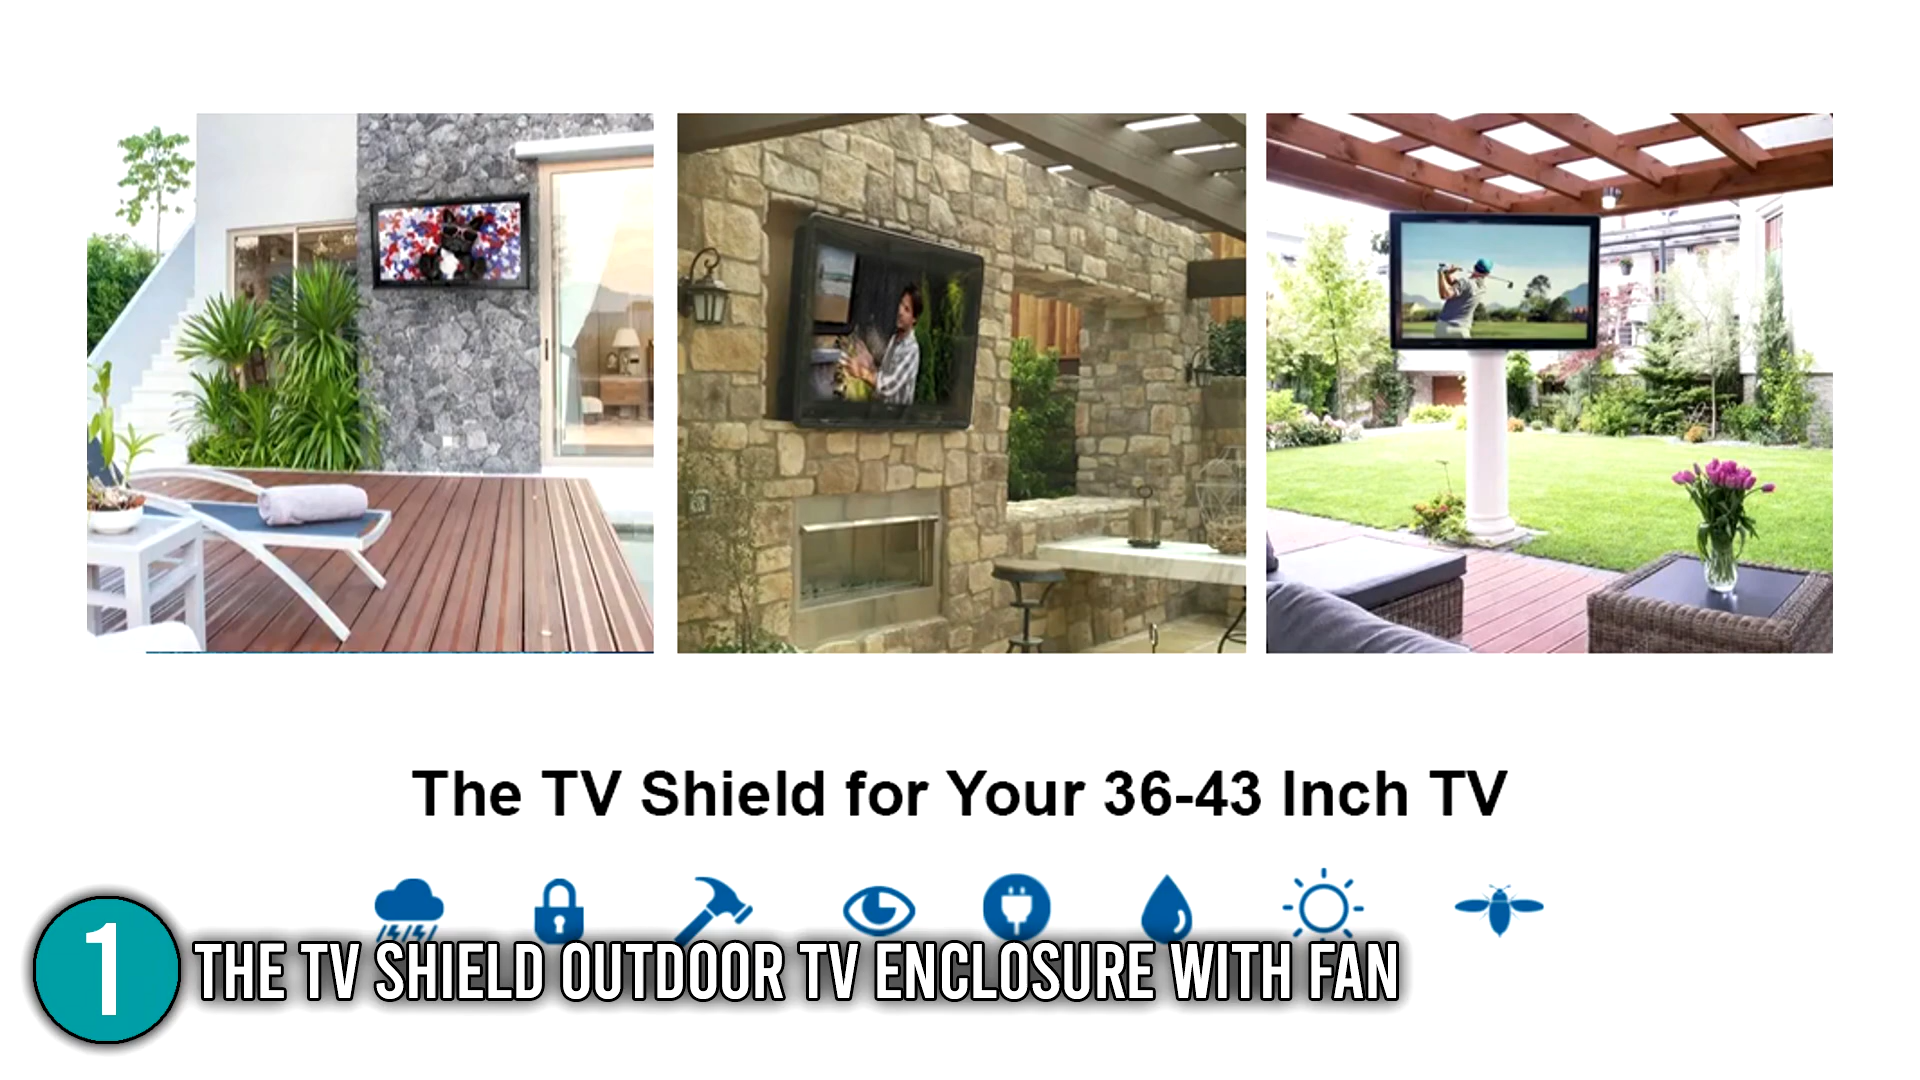 The TV Shield for Your 36-43 Inch TV
1
THE TV SHIELD OUTDOOR TV ENCLOSURE WITH FAN